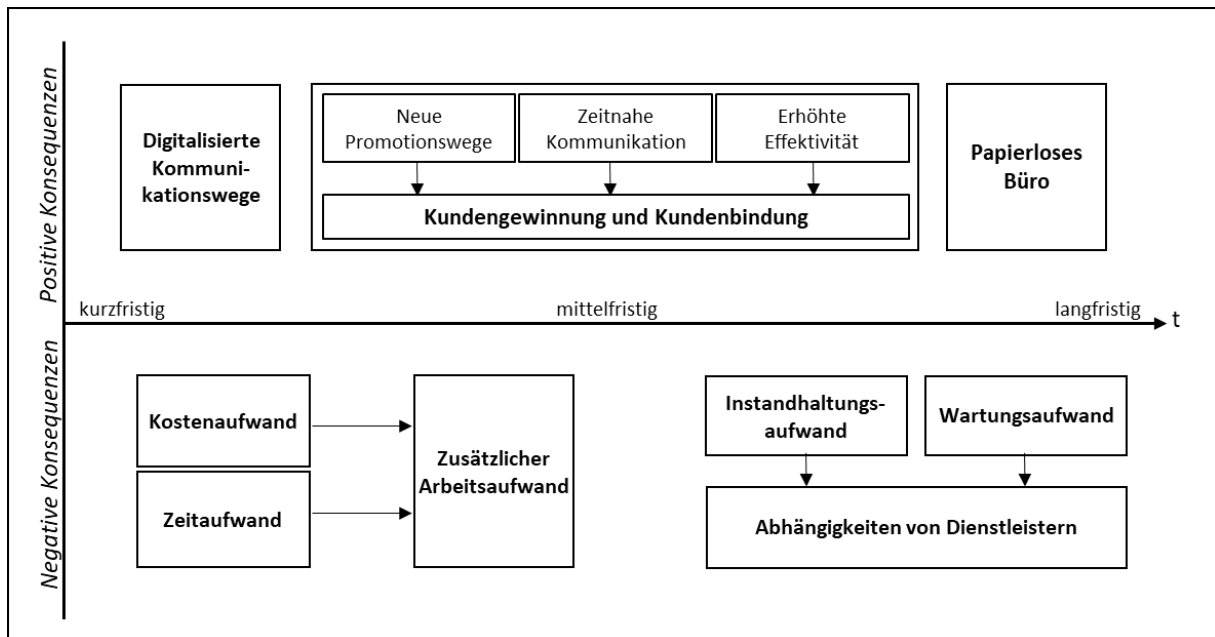 Positive Konsequenzen
Digitalisierte
Kommuni-
kationswege
Neue
Promotionswege
Zeitnahe
Kommunikation
Erhöhte
Effektivität
Kundengewinnung und Kundenbindung
Papierloses
Büro
kurzfristig
mittelfristig
langfristig
t
Negative Konsequenzen
Kostenaufwand
Zeitaufwand
Zusätzlicher
Arbeitsaufwand
Instandhaltungs-
aufwand
Wartungsaufwand
Abhängigkeiten von Dienstleistern